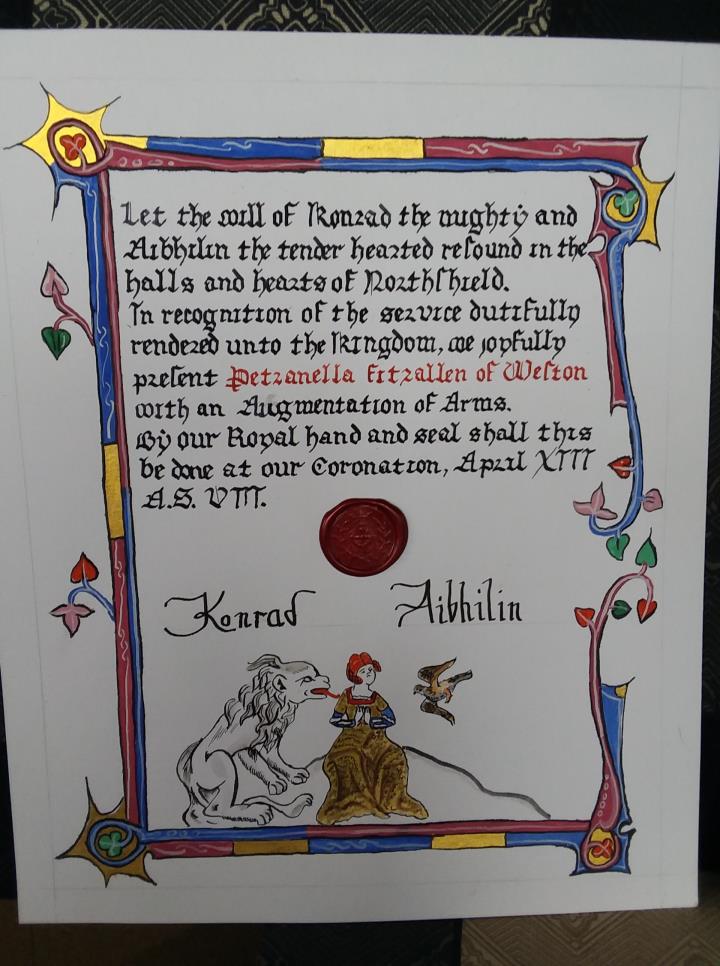 Let the will of Konrad the mighty and
Aibhilin the tender hearted resound in the
halls and hearts of Northshield.
In recognition of the service dutifully
rendered unto the Kingdom, we joyfully
present Petranella Fitzallen of Weston
with an Augmentation of Arms.
By our Royal hand and seal shall this
be done at our Coronation, April XIII
A.S. VIII.
Konrad Aibhilin